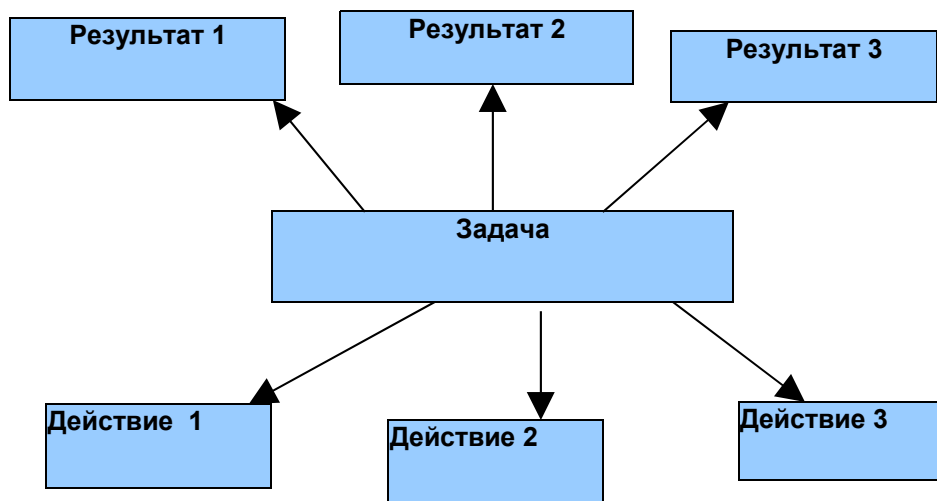 Результат 1
Результат 2
Результат 3
Задача
Действие  1
Действие 2
Действие 3